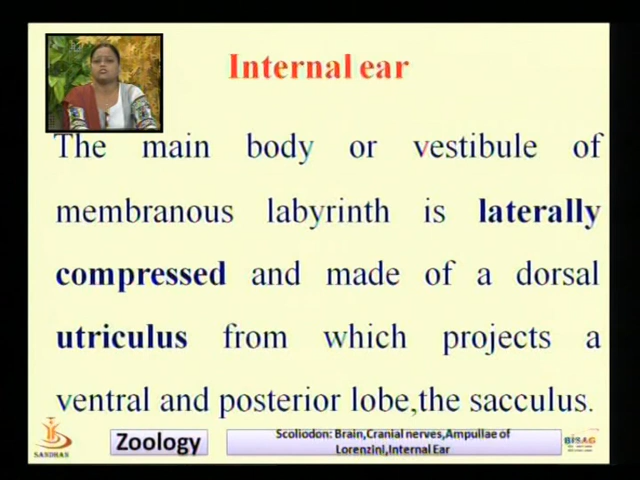 Internal ear
The main body or vestibule of
membranous labyrinth is laterally
compressed and made of a dorsal
utriculus from which projects a
ventral and posterior lobe,the sacculus.
SANDHAN
Zoology
Scoliodon: Brain,Cranial nerves,Ampullae of
Lorenzini,Internal Ear
BISAG